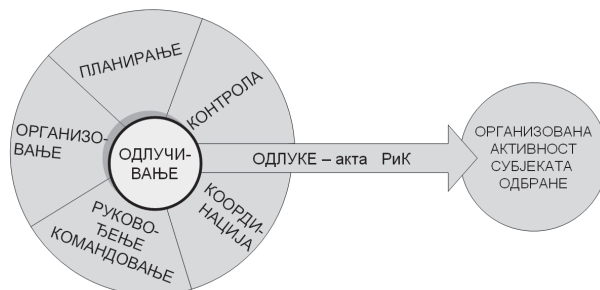 ПЛАНИРАЊЕ
КОНТРОЛА
ОРГАНИЗО-
ВАЊЕ
ОДЛУЧИ-
ВАЊЕ
ОДЛУКЕ – акта РиК
ОРГАНИЗОВАНА
АКТИВНОСТ
СУБЈЕКАТА
ОДБРАНЕ
КООРДИ-
НАЦИЈА
РУКОВО-
ЂЕЊЕ
КОМАНДОВАЊЕ